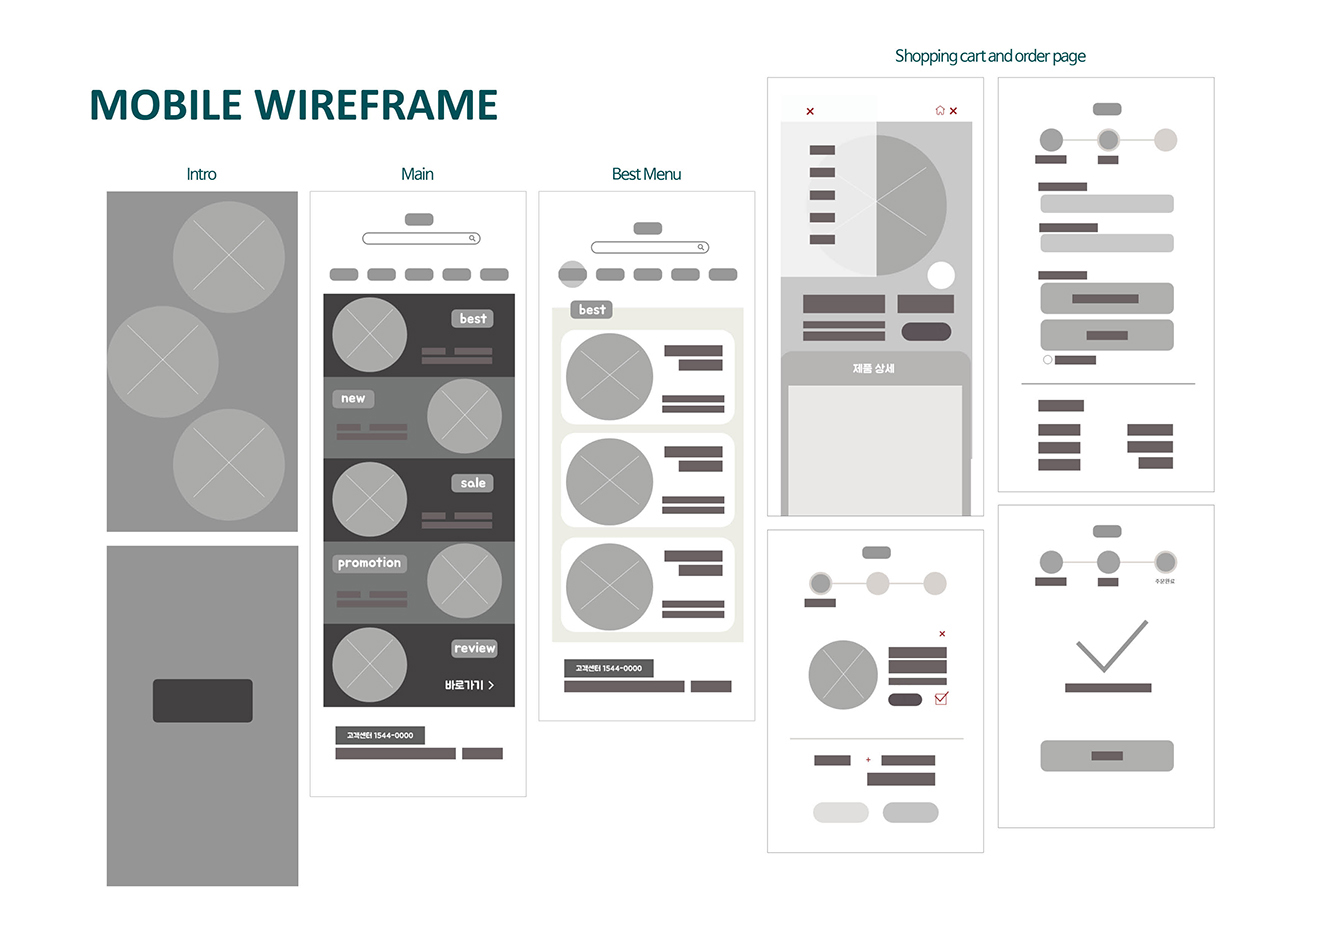 Shopping cart and order page
MOBILE WIREFRAME
Intro
Main
Best Menu
best
new
sale
promotion
review
바로가기 >
고객센터 1544-0000
best
고객센터 1544-0000
제품 상세
주문완료